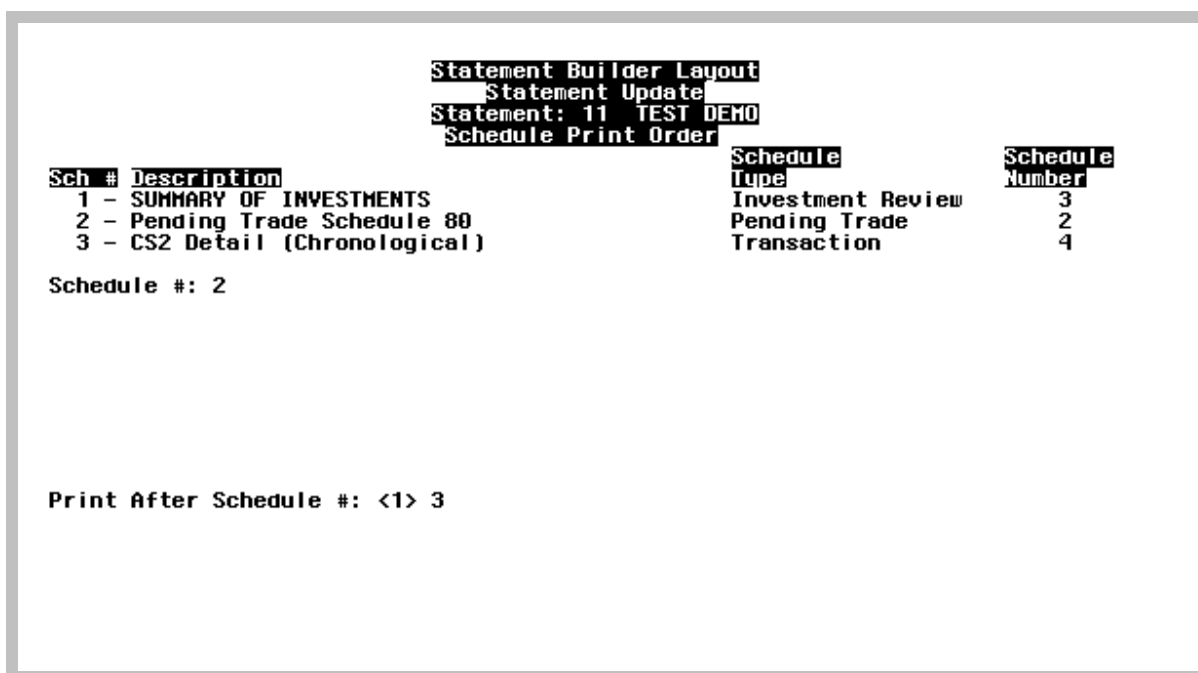 Statement Builder Layout
Statement Update
Statement: 11  TEST DEMO
Schedule Print Order
Schedule Schedule
Sch # Description Type Number
1 - SUMMARY OF INVESTMENTS Investment Review 3
2 - Pending Trade Schedule 80 Pending Trade 2
3 - CS2 Detail (Chronological) Transaction 4
Schedule #: 2
Print After Schedule #: <1> 3